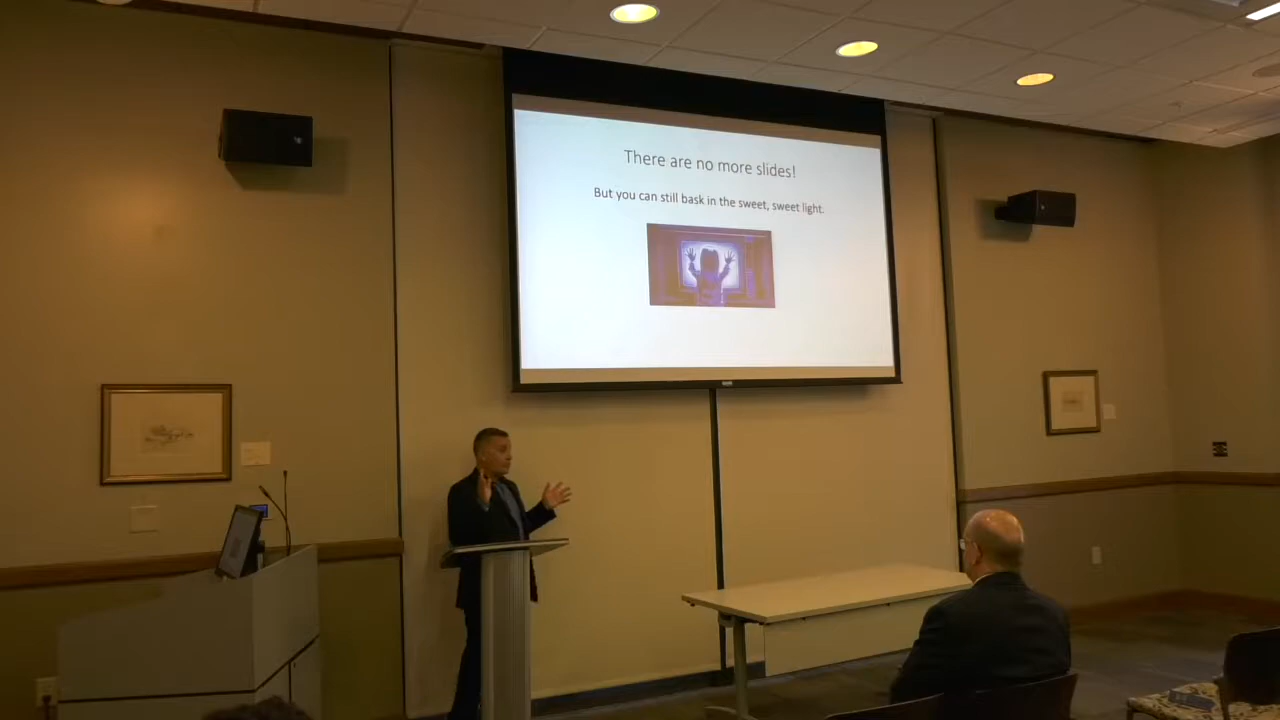 There are no more slides!
But you can still bask in the sweet, sweet light.